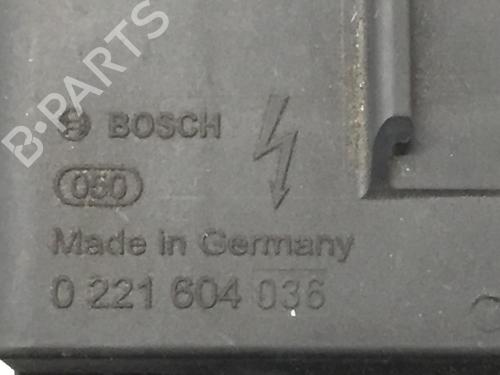 B-PARTS
BOSCH
050
Made in Germany
0 221 604 036